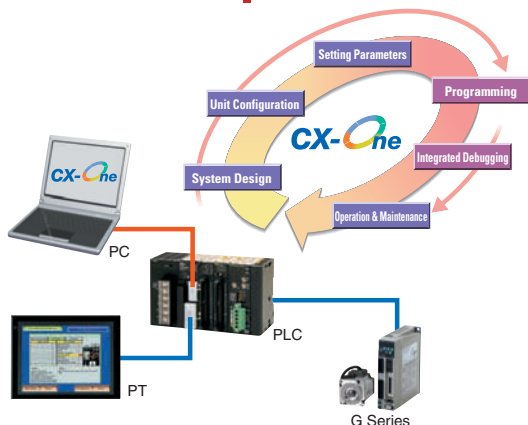 Setting Parameters
Programming
Unit Configuration
CX-One
Integrated Debugging
CX-One
System Design
Operation & Maintenance
PC
PLC
PT
G Series